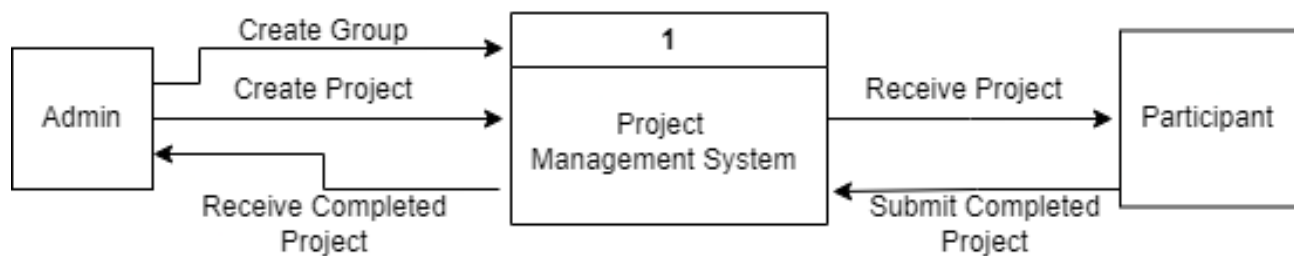 Create Group
1
Admin
Create Project
Project
Management System
Receive Project
Participant
Receive Completed
Project
Submit Completed
Project